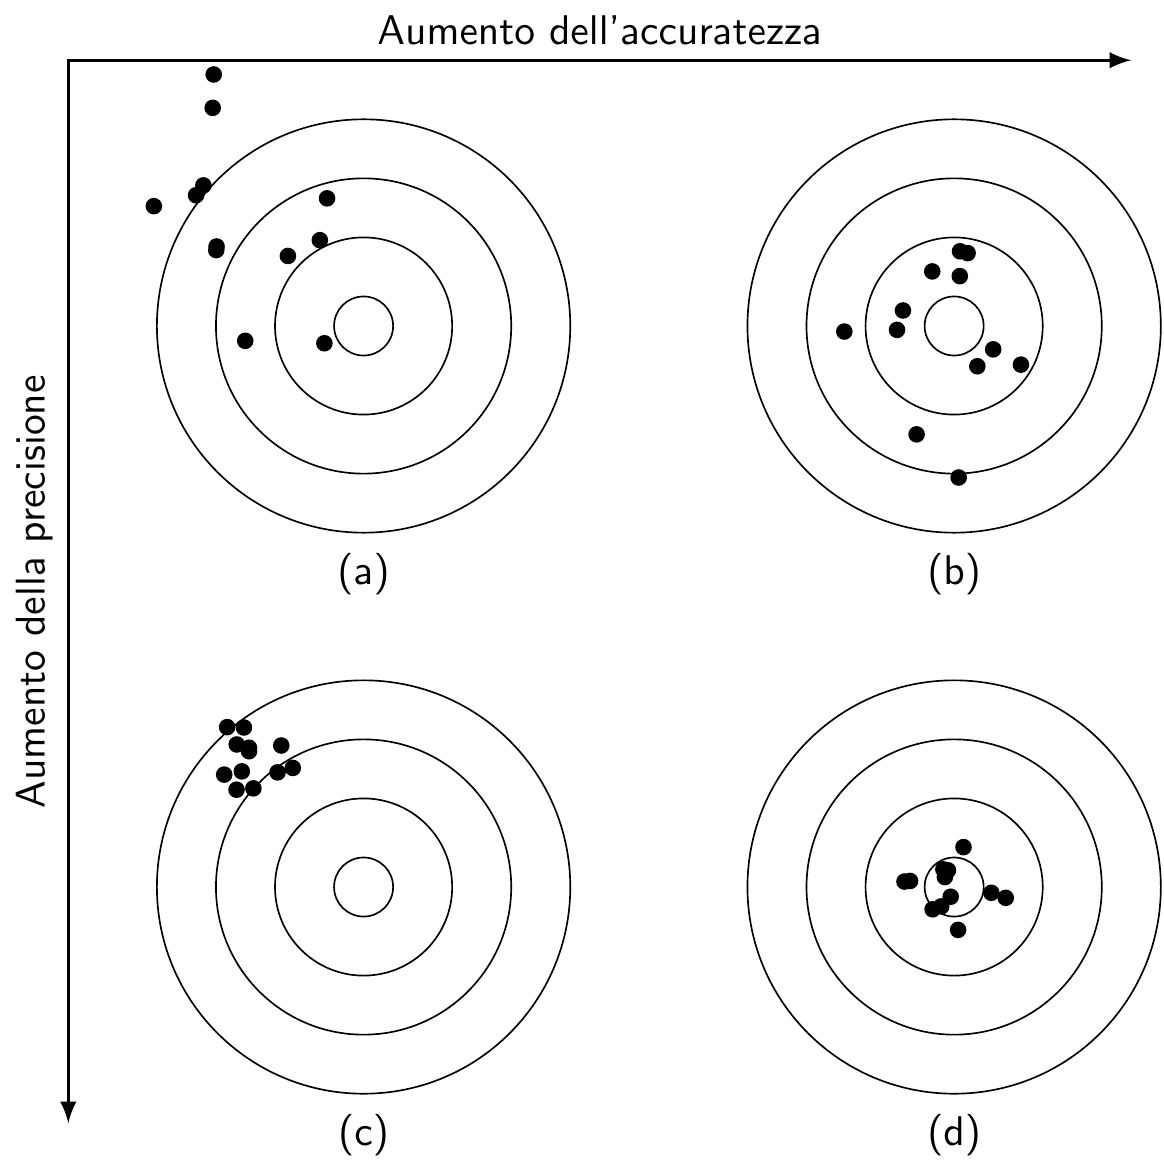 Aumento dell'accuratezza
Aumento della precisione
(a)
(b)
(c)
(d)